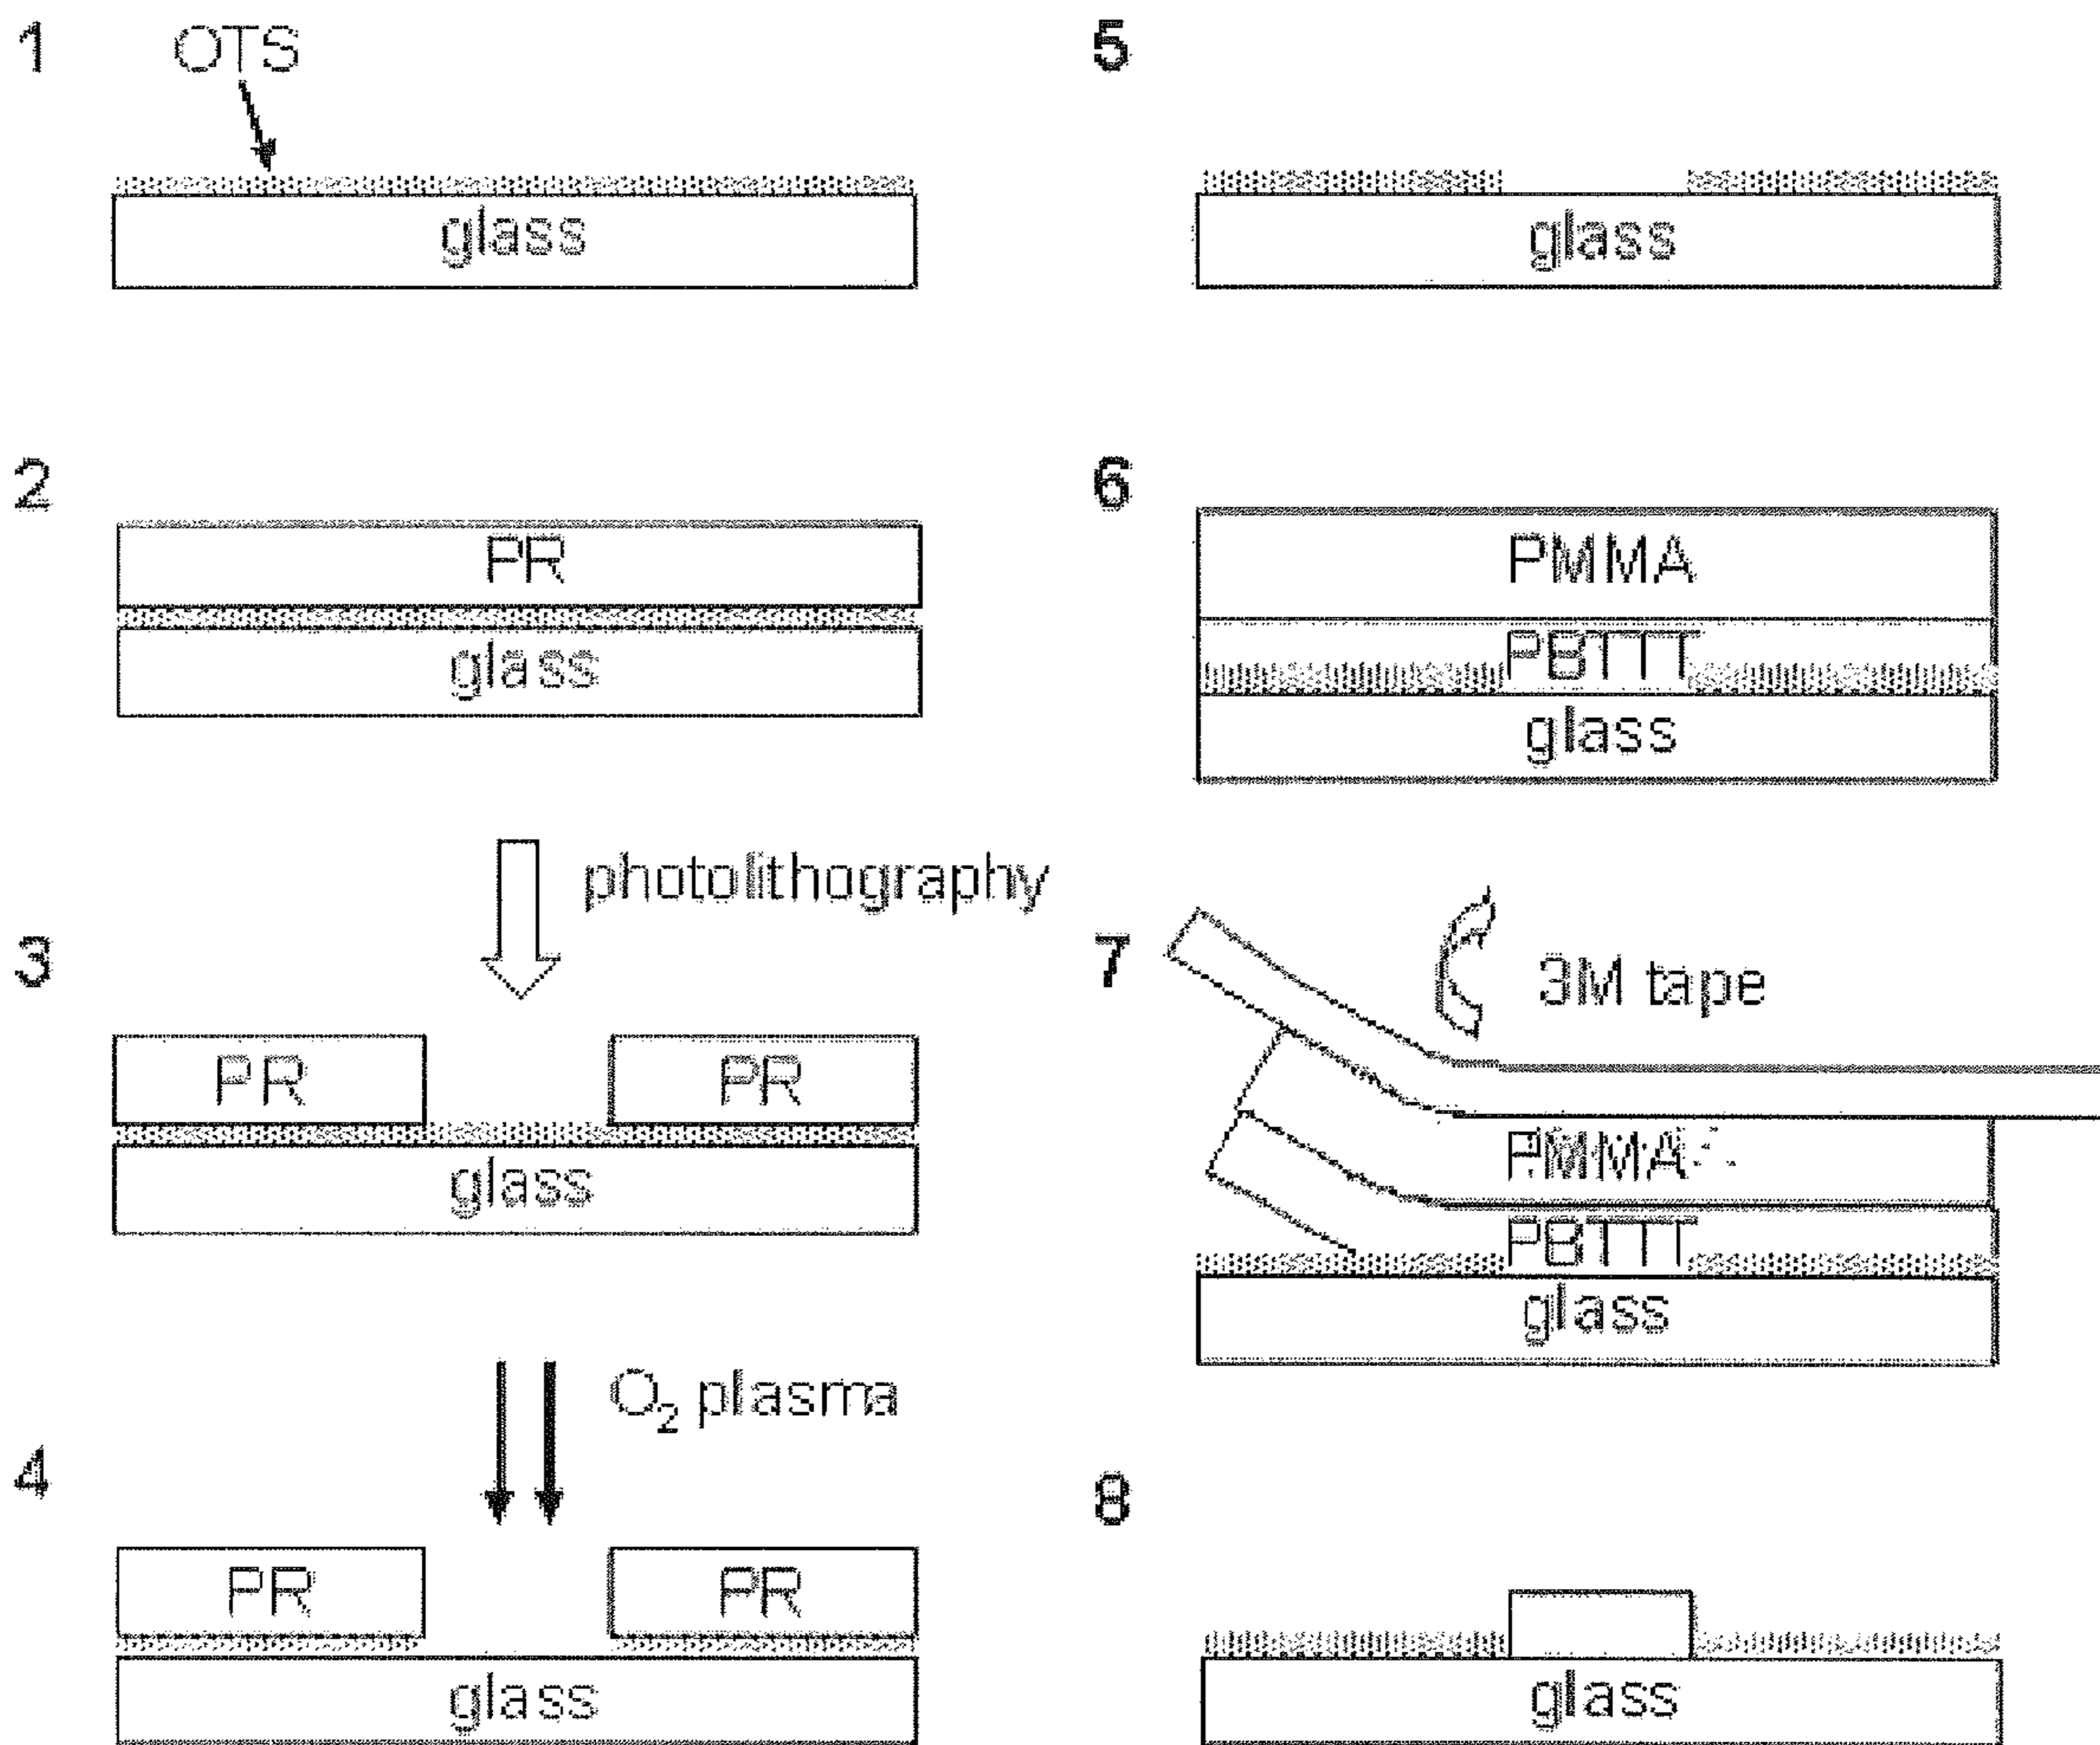 1
OTS
glass
2
PR
glass
photolithography
3
PR PR
glass
O₂ plasma
4
PR PR
glass
5
glass
6
PMMA
PBTTT
glass
7
3M tape
PMMA
PBTTT
glass
8
glass